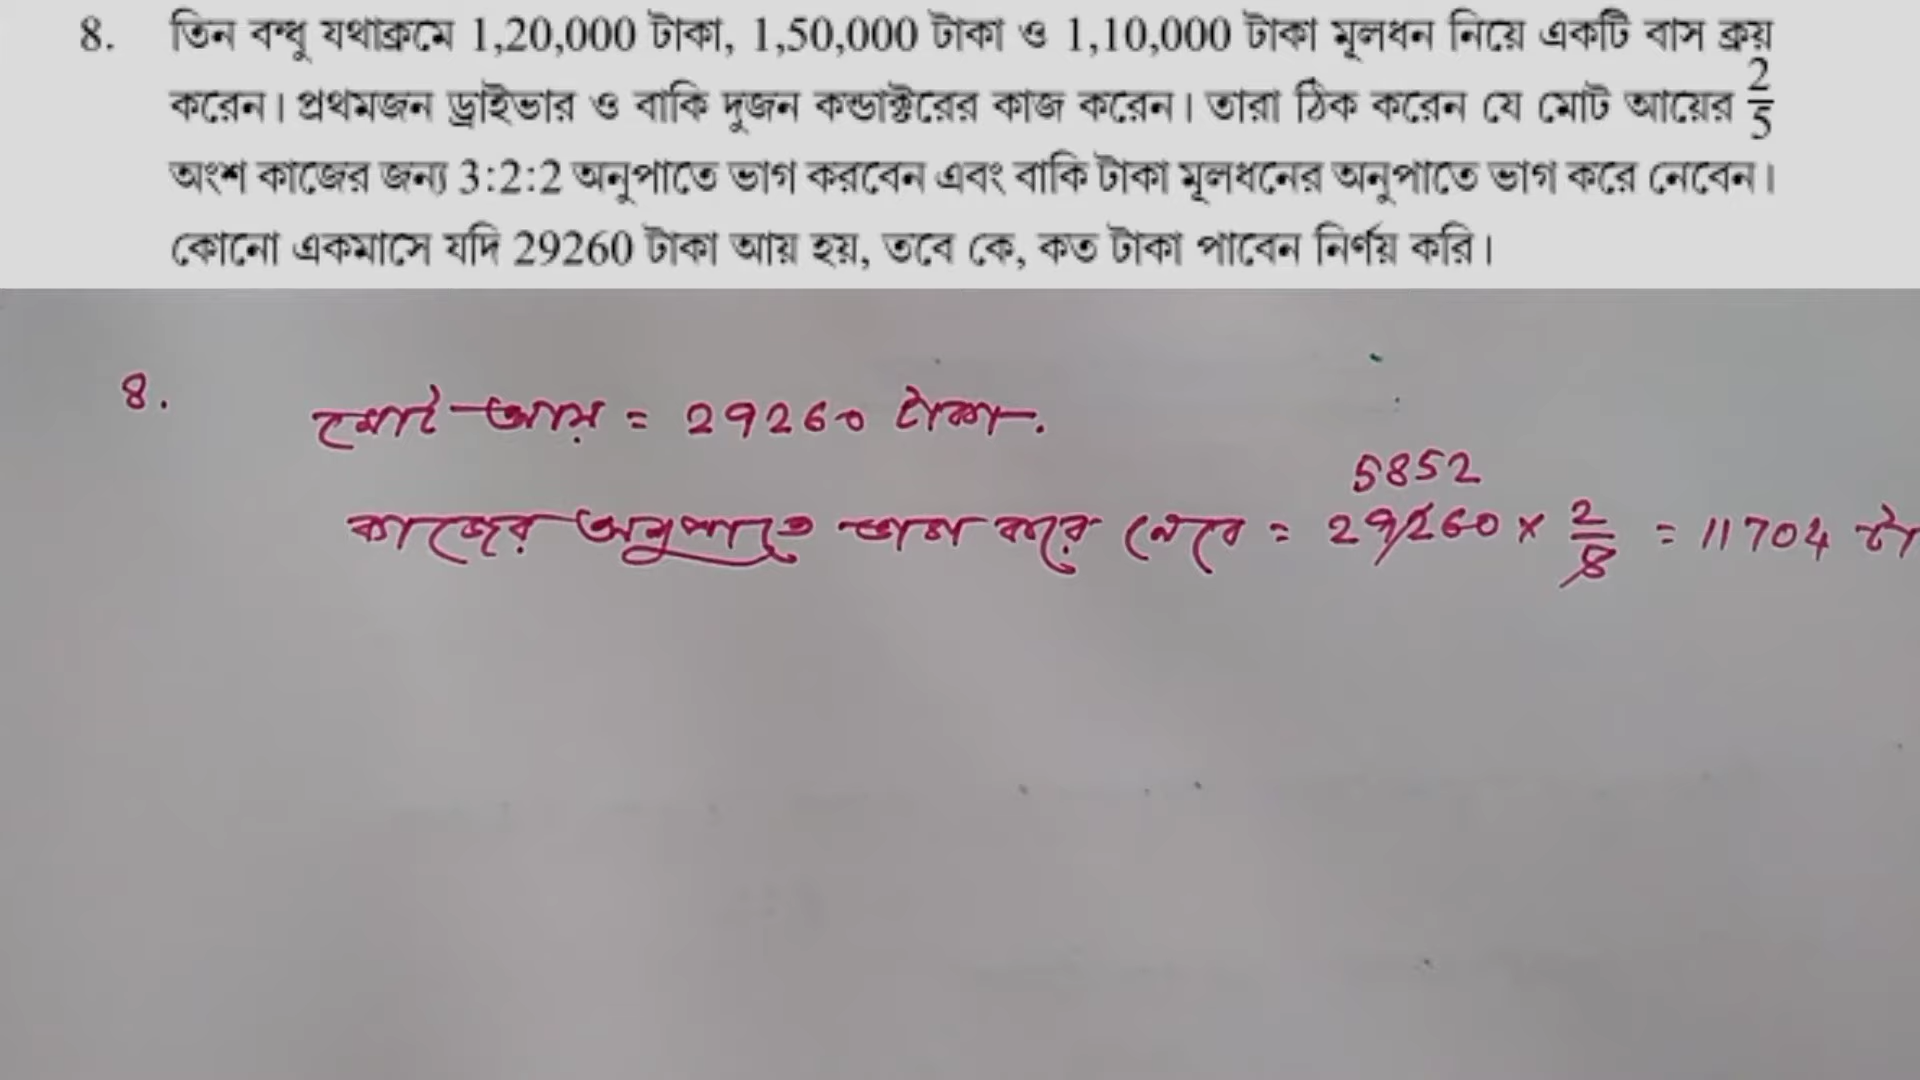 8. তিন বন্ধু যথাক্রমে 1,20,000 টাকা, 1,50,000 টাকা ও 1,10,000 টাকা মূলধন নিয়ে একটি বাস ক্রয়
করেন। প্রথমজন ড্রাইভার ও বাকি দুজন কন্ডাক্টরের কাজ করেন। তারা ঠিক করেন যে মোট আয়ের 2/5
অংশ কাজের জন্য 3:2:2 অনুপাতে ভাগ করবেন এবং বাকি টাকা মূলধনের অনুপাতে ভাগ করে নেবেন।
কোনো একমাসে যদি 29260 টাকা আয় হয়, তবে কে, কত টাকা পাবেন নির্ণয় করি।
8. মোট আয় = 29260 টাকা.
5852
কাজের অনুপাতে ভাগ করে নেবে = 29260 × 2/5 = 11704 টা